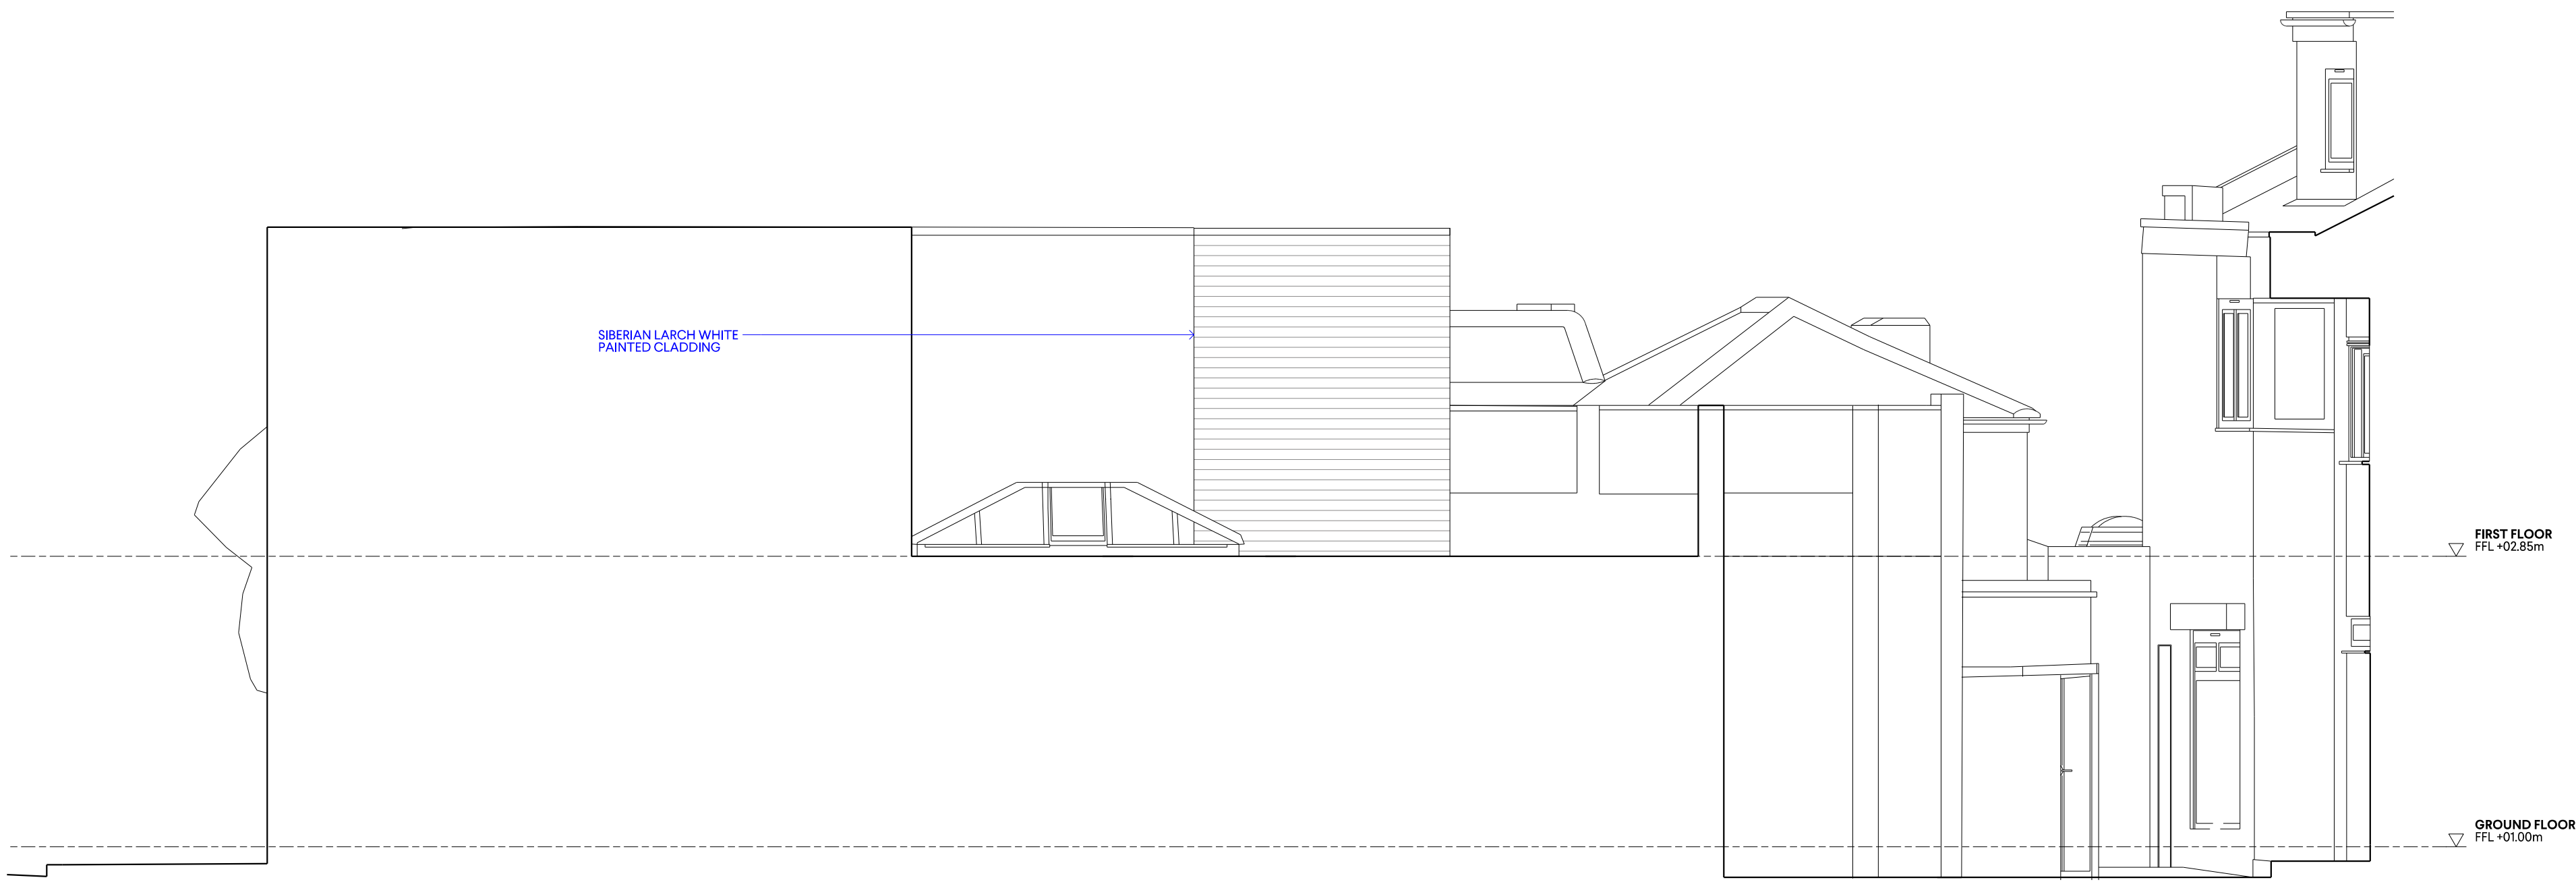 SIBERIAN LARCH WHITE
PAINTED CLADDING
FIRST FLOOR
FFL +02.85m
GROUND FLOOR
FFL +01.00m